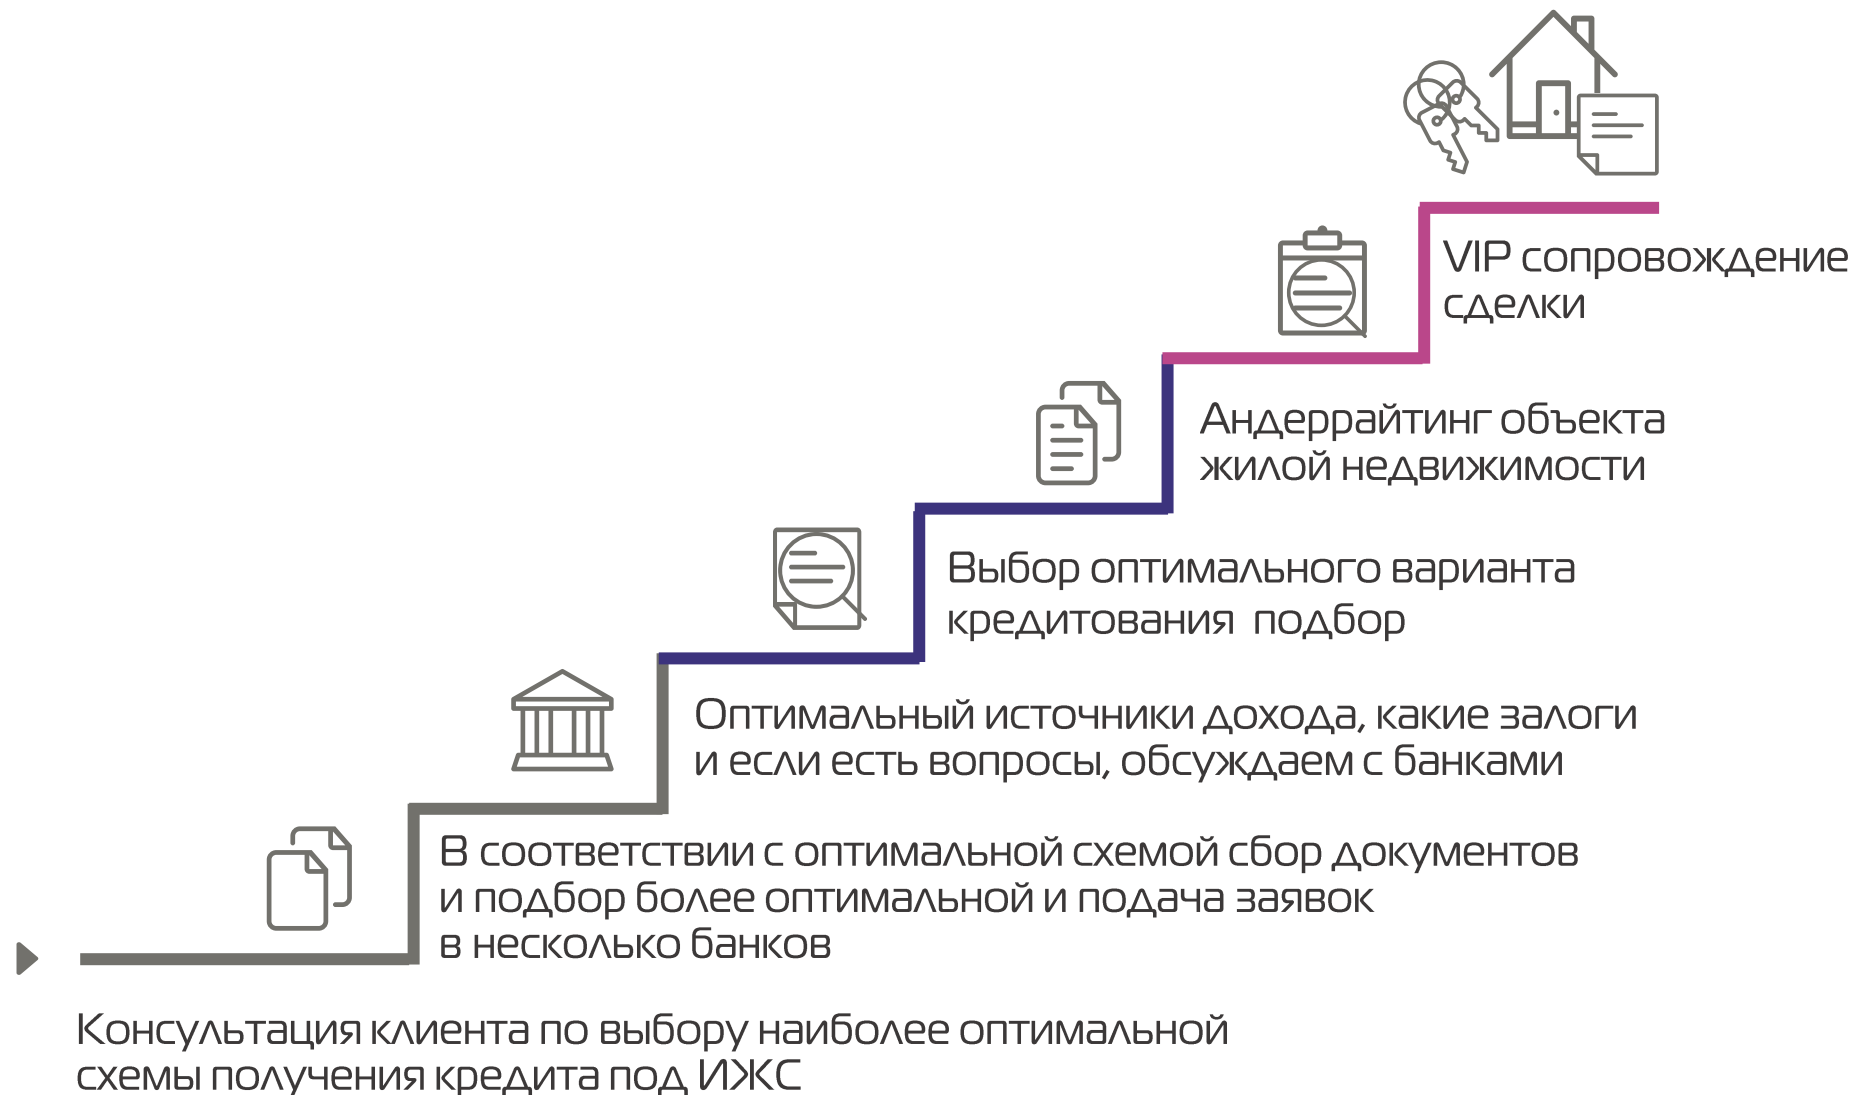 VIP сопровождение
сделки
Андеррайтинг объекта
жилой недвижимости
Выбор оптимального варианта
кредитования подбор
Оптимальный источники дохода, какие залоги
и если есть вопросы, обсуждаем с банками
В соответствии с оптимальной схемой сбор документов
и подбор более оптимальной и подача заявок
в несколько банков
Консультация клиента по выбору наиболее оптимальной
схемы получения кредита под ИЖС